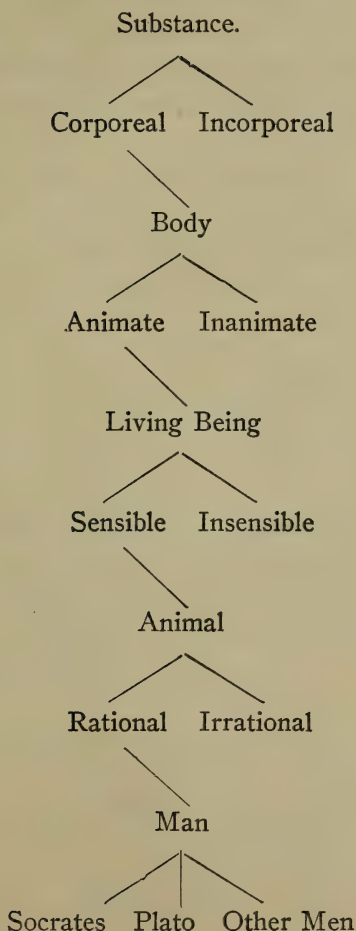 Substance.
Corporeal Incorporeal
Body
Animate Inanimate
Living Being
Sensible Insensible
Animal
Rational Irrational
Man
Socrates Plato Other Men